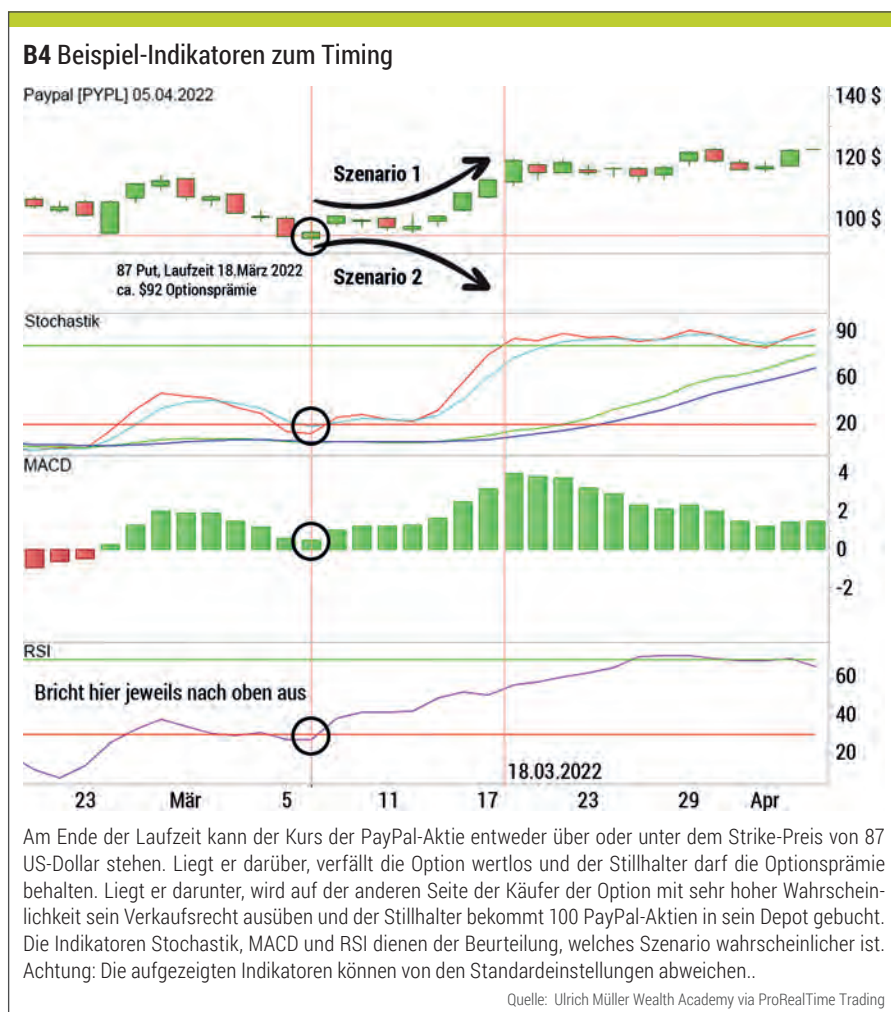 B4 Beispiel-Indikatoren zum Timing
Paypal [PYPL] 05.04.2022
140 $
120 $
100 $
Szenario 1
87 Put, Laufzeit 18.März 2022
ca. $92 Optionsprämie
Szenario 2
Stochastik
90
60
20
MACD
4
2
0
-2
RSI
Bricht hier jeweils nach oben aus
60
40
20
18.03.2022
23 Mär 5 11 17 23 29 Apr
Am Ende der Laufzeit kann der Kurs der PayPal-Aktie entweder über oder unter dem Strike-Preis von 87
US-Dollar stehen. Liegt er darüber, verfällt die Option wertlos und der Stillhalter darf die Optionsprämie
behalten. Liegt er darunter, wird auf der anderen Seite der Käufer der Option mit sehr hoher Wahrschein-
lichkeit sein Verkaufsrecht ausüben und der Stillhalter bekommt 100 PayPal-Aktien in sein Depot gebucht.
Die Indikatoren Stochastik, MACD und RSI dienen der Beurteilung, welches Szenario wahrscheinlicher ist.
Achtung: Die aufgezeigten Indikatoren können von den Standardeinstellungen abweichen..
Quelle: Ulrich Müller Wealth Academy via ProRealTime Trading